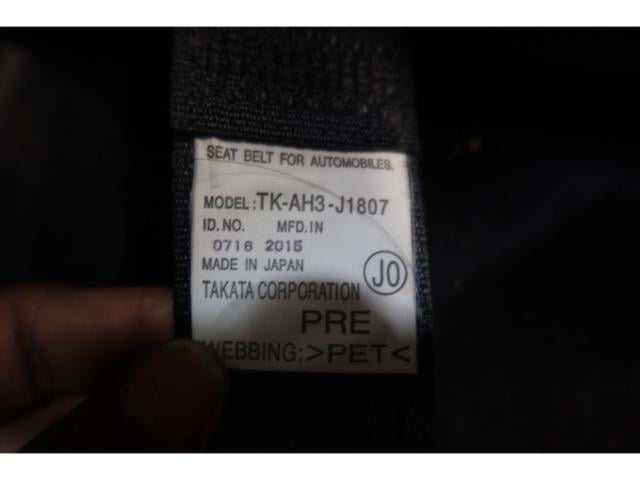 SEAT BELT FOR AUTOMOBILES.
MODEL:TK-AH3-J1807
ID.NO. MFD.IN
0716 2015
MADE IN JAPAN
JO
TAKATA CORPORATION
PRE
WEBBING:>PET<